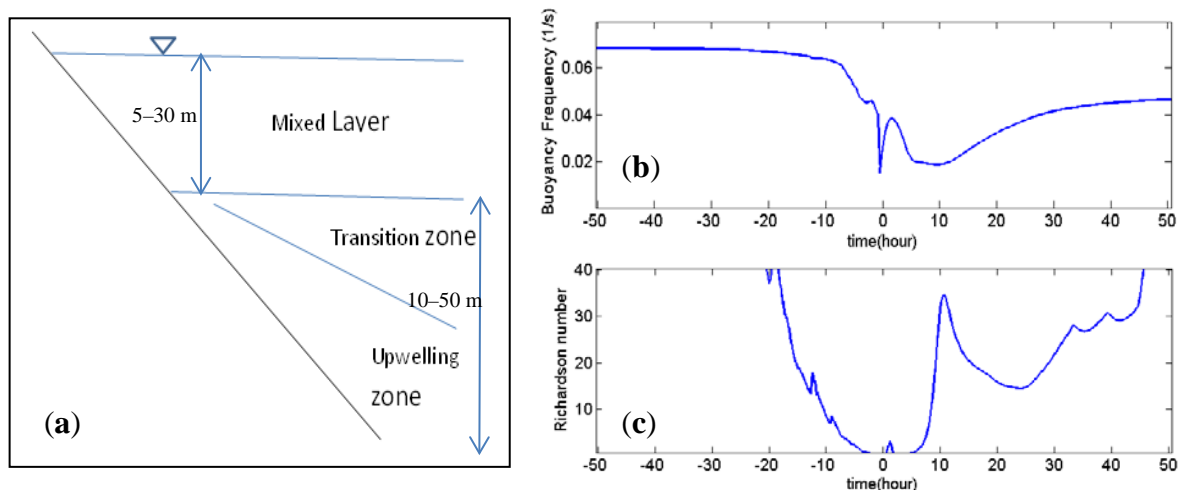 5–30 m
Mixed Layer
Transition zone
10–50 m
Upwelling
zone
(a)
Buoyancy Frequency (1/s)
0.06
0.04
0.02
(b)
-50 -40 -30 -20 -10 0 10 20 30 40 50
time(hour)
Richardson number
40
30
20
10
(c)
-50 -40 -30 -20 -10 0 10 20 30 40 50
time(hour)